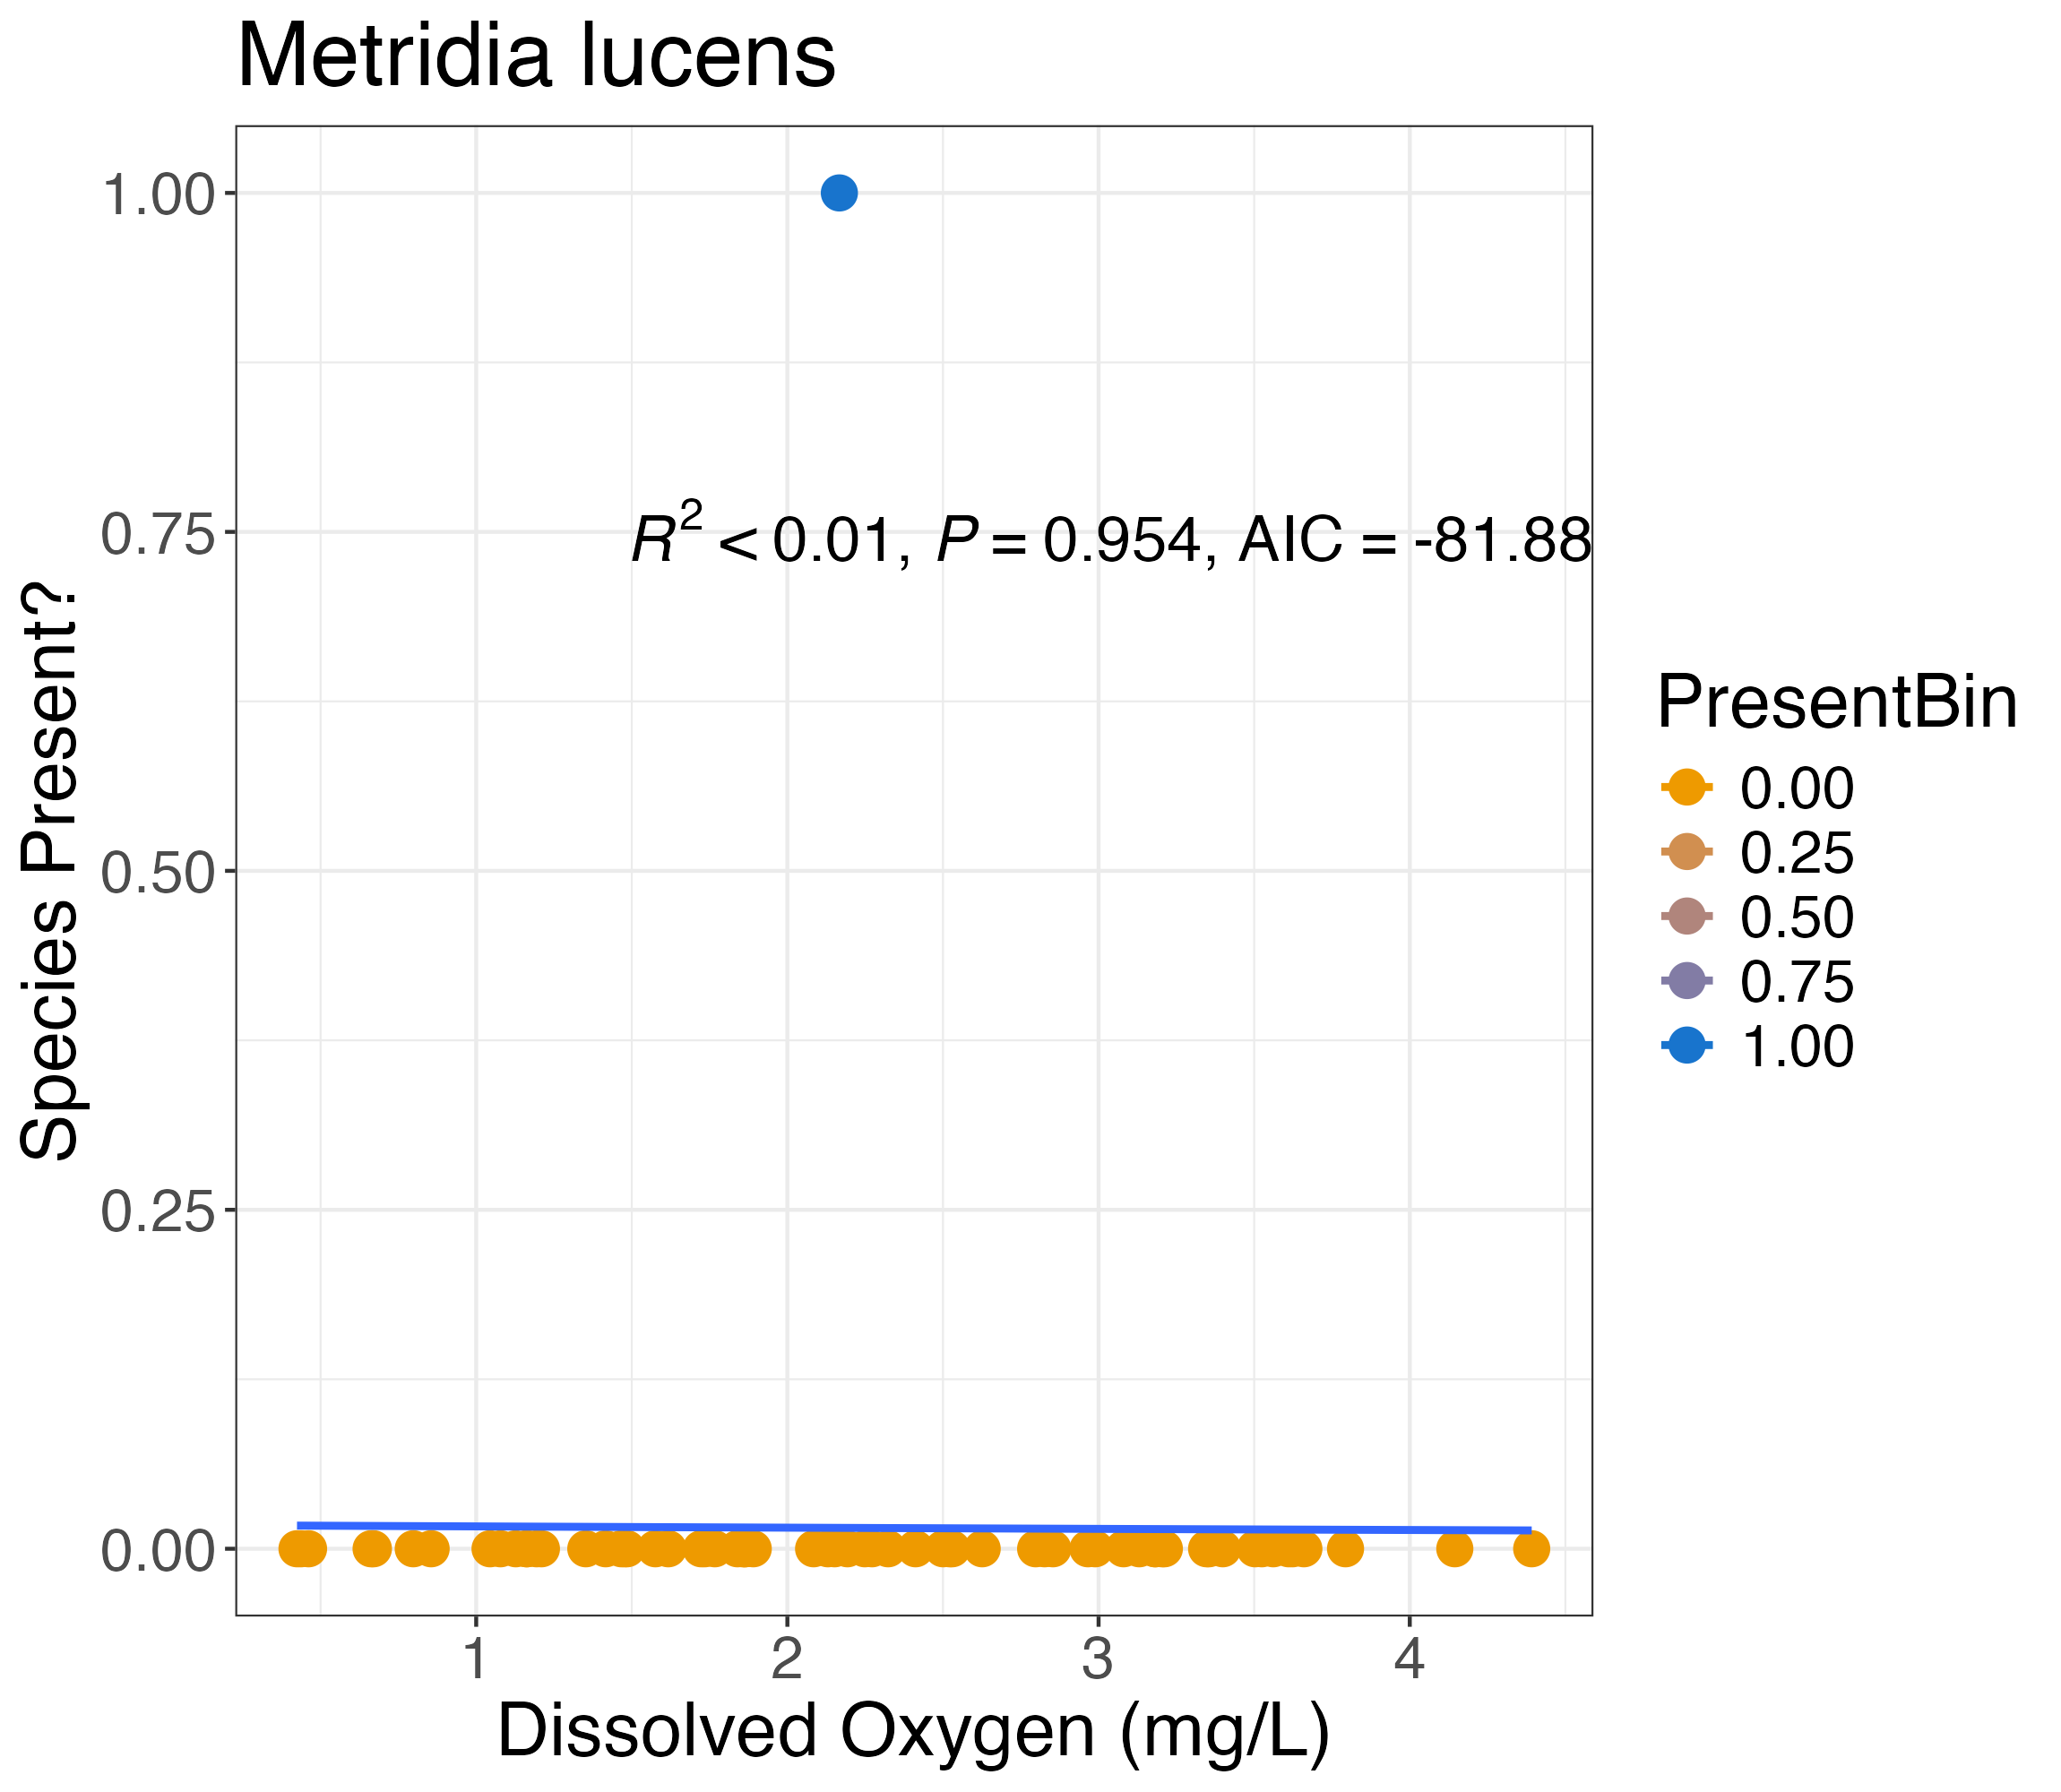 Metridia lucens
1.00
0.75
0.50
0.25
0.00
Species Present?
R² < 0.01, P = 0.954, AIC = -81.88
1 2 3 4
Dissolved Oxygen (mg/L)
PresentBin
0.00
0.25
0.50
0.75
1.00